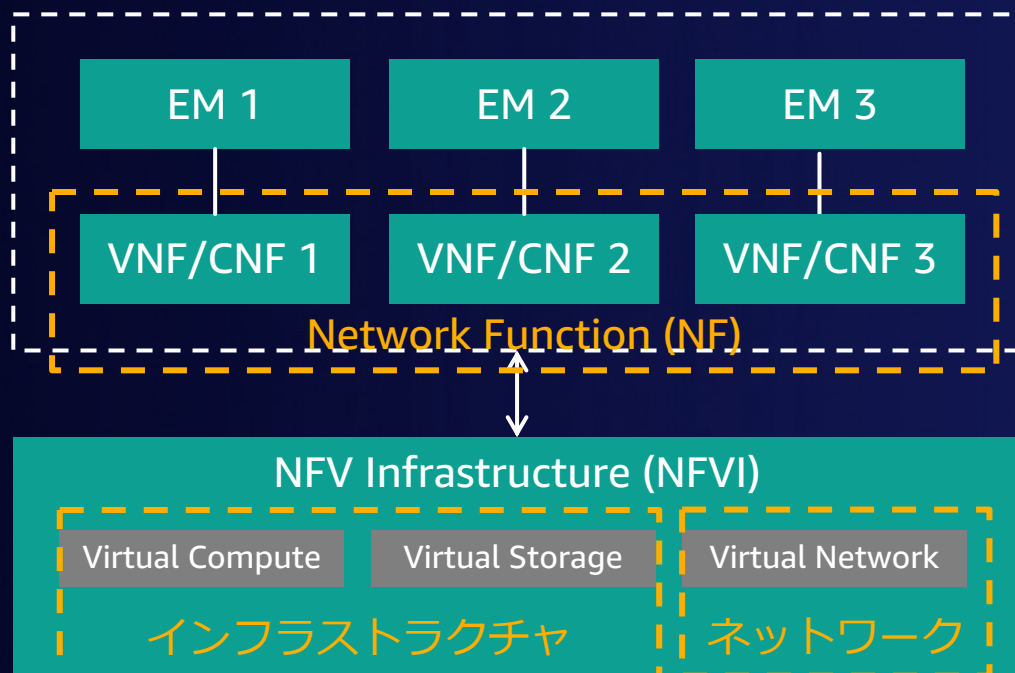 EM 1
EM 2
EM 3
VNF/CNF 1
VNF/CNF 2
VNF/CNF 3
Network Function (NF)
NFV Infrastructure (NFVI)
Virtual Compute
Virtual Storage
Virtual Network
インフラストラクチャ
ネットワーク